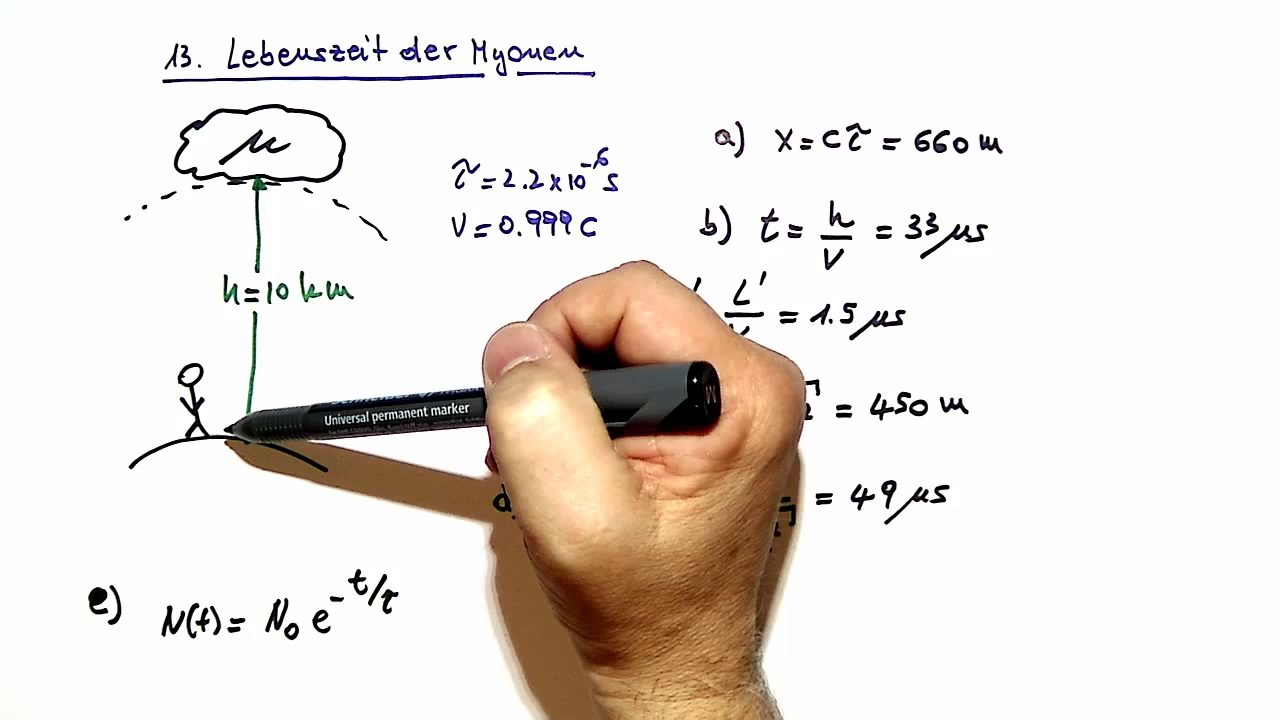 13. Lebenszeit der Myonen
μ
τ = 2.2 x 10⁻⁶ s
V = 0.999 C
h = 10 km
a) x = cτ = 660 m
b) t = h/V = 33 μs
L'/V = 1.5 μs
= 450 m
d
= 49 μs
Universal permanent marker
M
e) N(t) = N₀ e^(-t/τ)